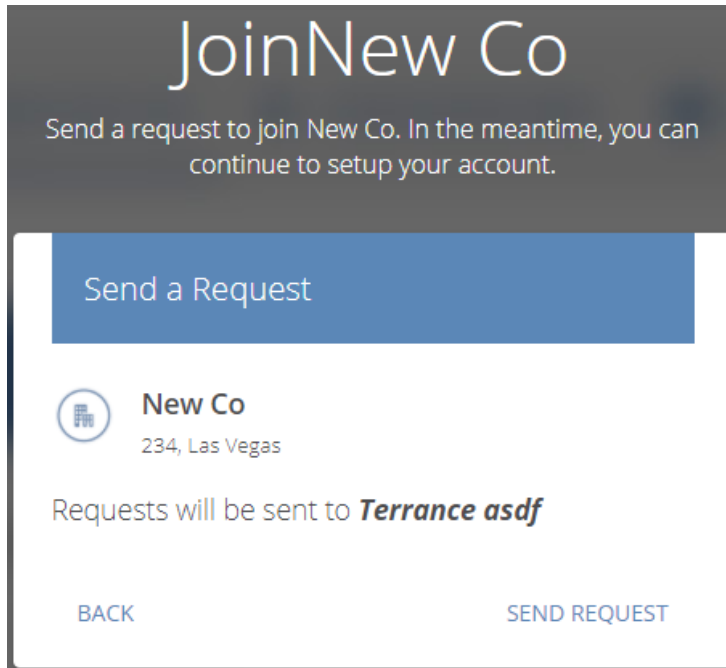 JoinNew Co
Send a request to join New Co. In the meantime, you can
continue to setup your account.
Send a Request
New Co
234, Las Vegas
Requests will be sent to Terrance asdf
BACK
SEND REQUEST